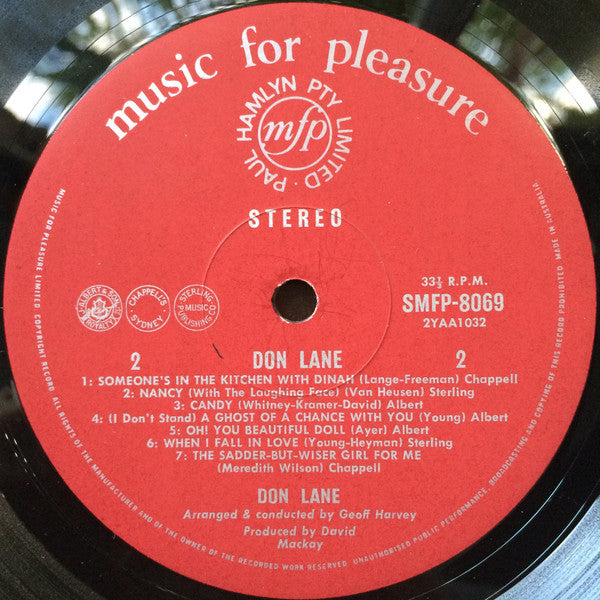 music for pleasure
PAUL HAMLYN PTY LIMITED ·
mfp
STEREO
J. ALBERT & SON
ROYALTY
CHAPPELL'S
SYDNEY
STERLING
MUSIC
PUBLISHING CO
33⅓ R.P.M.
SMFP-8069
2YAA1032
2 DON LANE 2
1: SOMEONE'S IN THE KITCHEN WITH DINAH (Lange-Freeman) Chappell
2: NANCY (With The Laughing Face) (Van Heusen) Sterling
3: CANDY (Whitney-Kramer-David) Albert
4: (I Don't Stand) A GHOST OF A CHANCE WITH YOU (Young) Albert
5: OH! YOU BEAUTIFUL DOLL (Ayer) Albert
6: WHEN I FALL IN LOVE (Young-Heyman) Sterling
7: THE SADDER-BUT-WISER GIRL FOR ME
(Meredith Wilson) Chappell
DON LANE
Arranged & conducted by Geoff Harvey
Produced by David
Mackay
MUSIC FOR PLEASURE LIMITED. COPYRIGHT RECORD. ALL RIGHTS OF THE MANUFACTURER AND OF THE OWNER OF THE RECORDED WORK RESERVED. UNAUTHORISED PUBLIC PERFORMANCE, BROADCASTING AND COPYING OF THIS RECORD PROHIBITED. MADE IN AUSTRALIA.